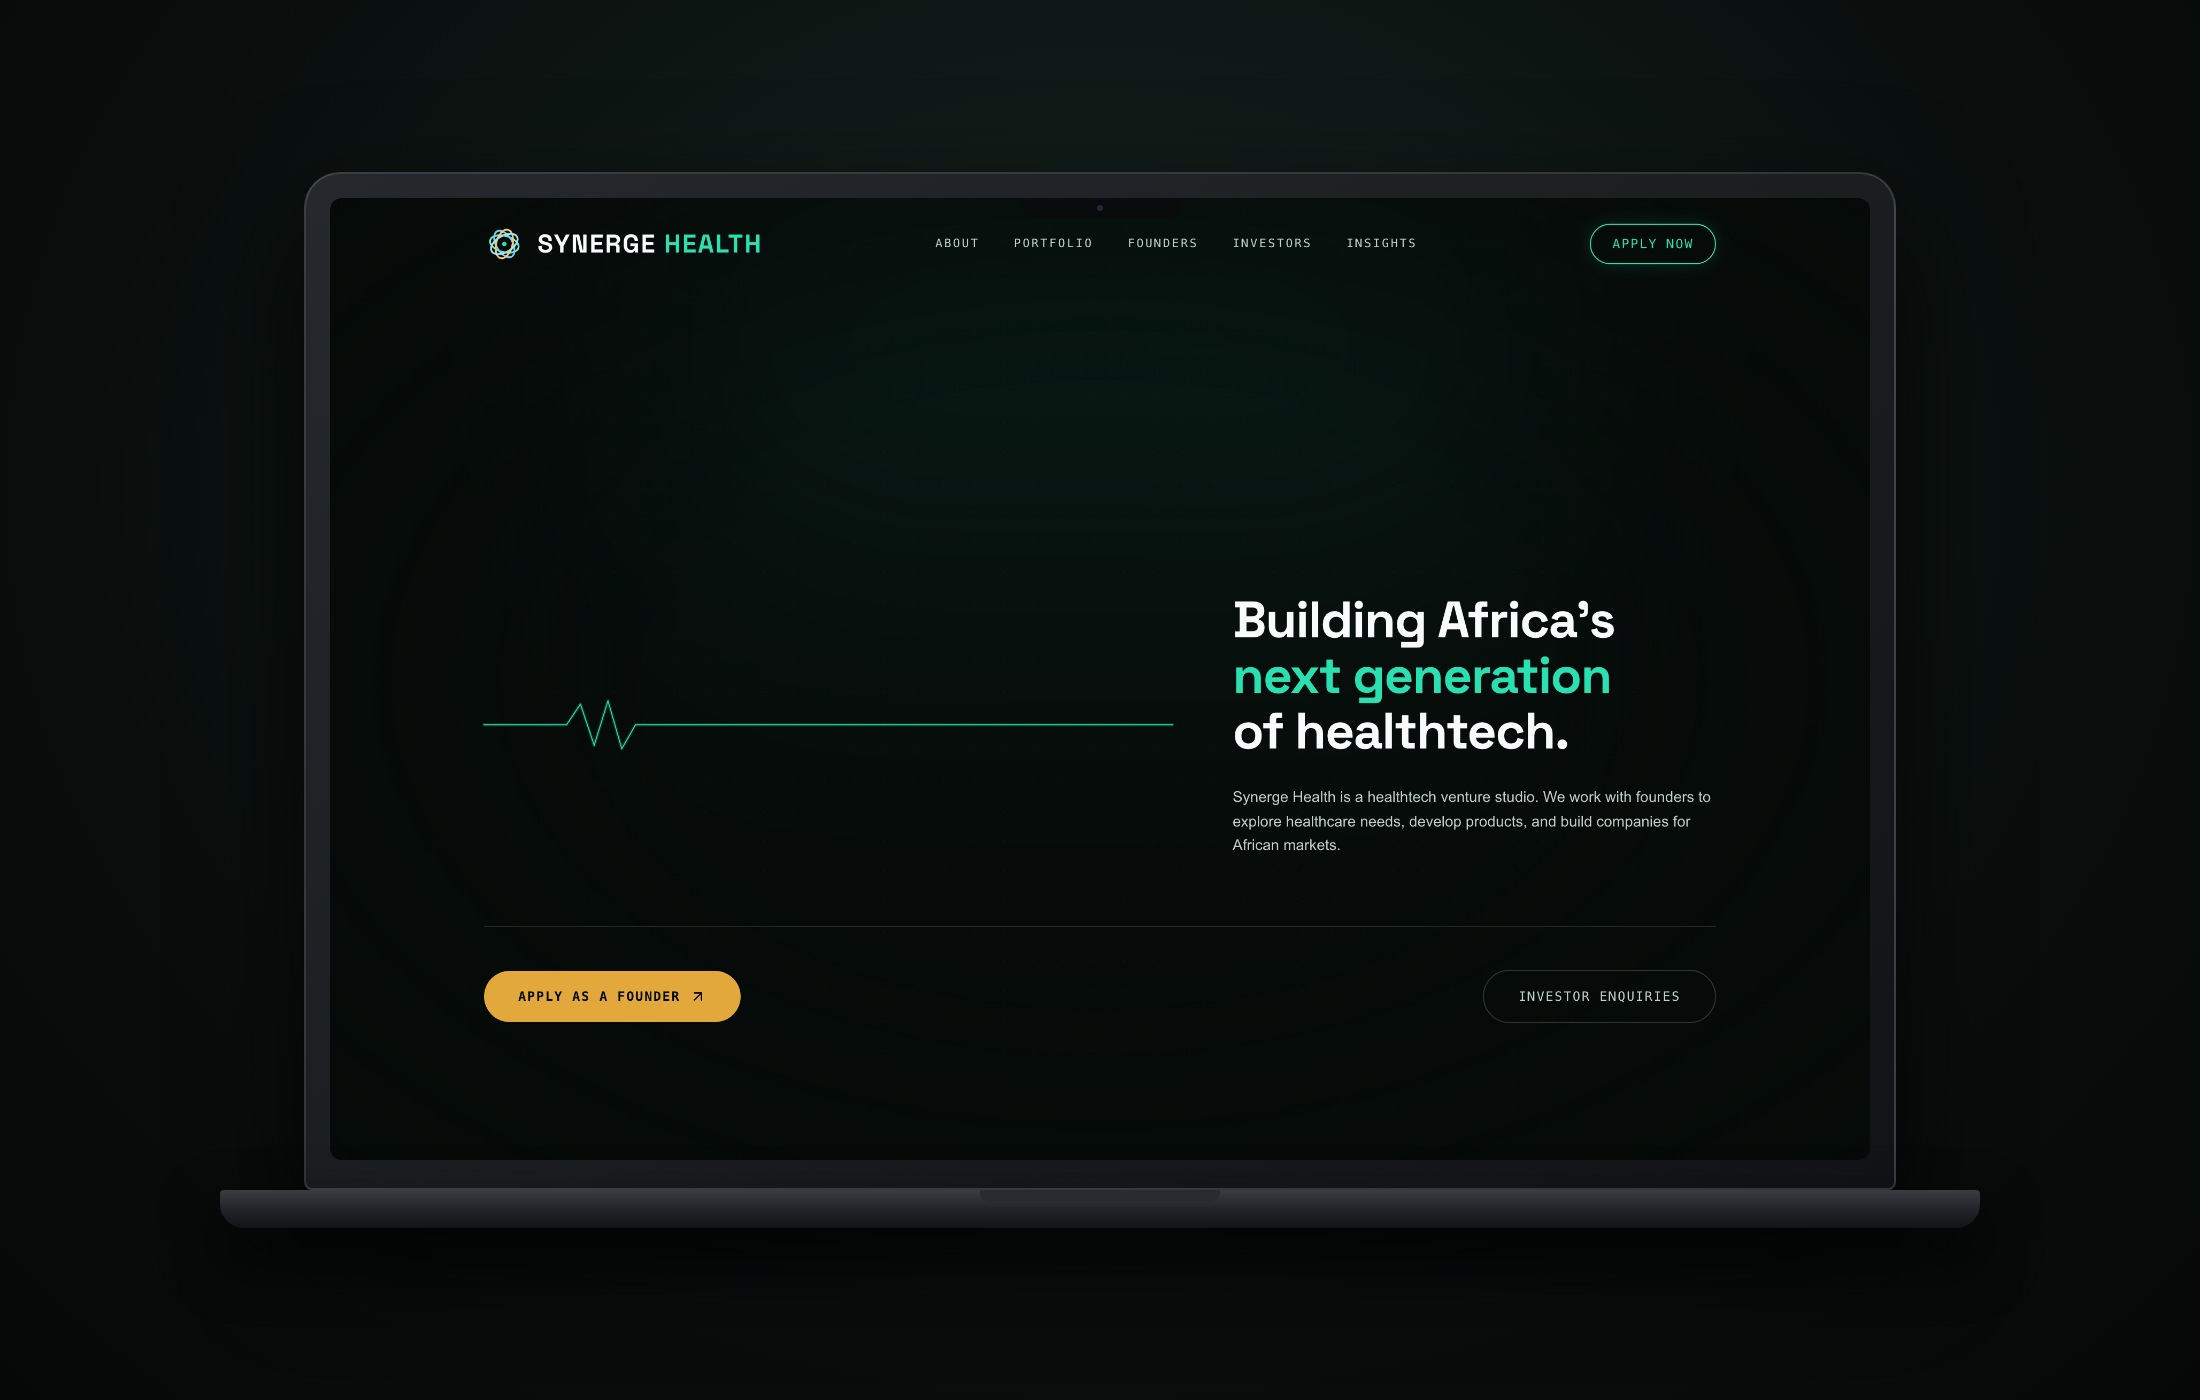 SYNERGE HEALTH
ABOUT
PORTFOLIO
FOUNDERS
INVESTORS
INSIGHTS
APPLY NOW
Building Africa’s
next generation
of healthtech.
Synerge Health is a healthtech venture studio. We work with founders to
explore healthcare needs, develop products, and build companies for
African markets.
APPLY AS A FOUNDER
INVESTOR ENQUIRIES